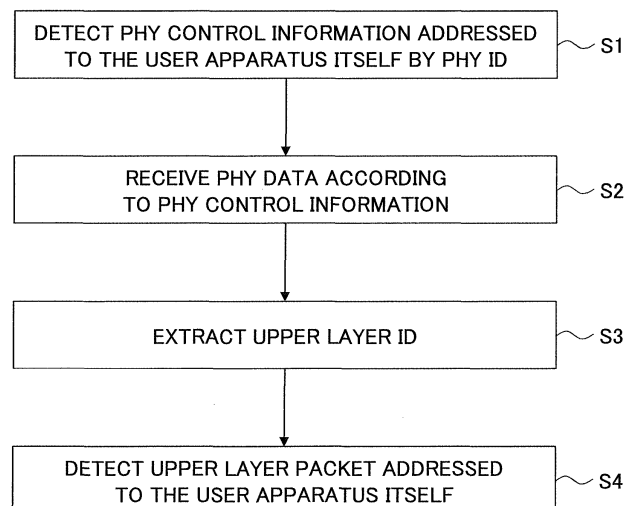 DETECT PHY CONTROL INFORMATION ADDRESSED
TO THE USER APPARATUS ITSELF BY PHY ID
S1
RECEIVE PHY DATA ACCORDING
TO PHY CONTROL INFORMATION
S2
EXTRACT UPPER LAYER ID
S3
DETECT UPPER LAYER PACKET ADDRESSED
TO THE USER APPARATUS ITSELF
S4